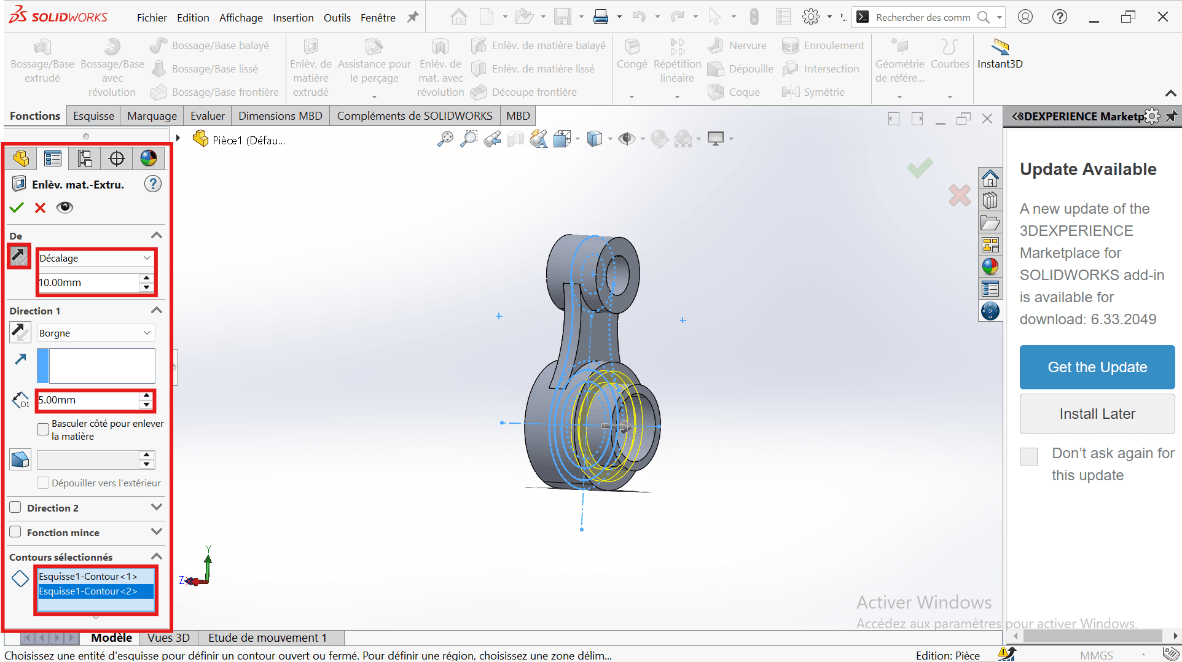 SOLIDWORKS
Fichier Edition Affichage Insertion Outils Fenêtre
Rechercher des comm
Bossage/Base extrudé
Bossage/Base avec révolution
Bossage/Base balayé
Bossage/Base lissé
Bossage/Base frontière
Enlèv. de matière extrudé
Assistance pour le perçage
Enlèv. de mat. avec révolution
Enlèv. de matière balayé
Enlèv. de matière lissé
Découpe frontière
Congé
Répétition linéaire
Nervure
Dépouille
Coque
Enroulement
Intersection
Symétrie
Géométrie de référe...
Courbes
Instant3D
Fonctions Esquisse Marquage Evaluer Dimensions MBD Compléments de SOLIDWORKS MBD
Pièce1 (Défau...
Enlèv. mat.-Extru.
De
Décalage
10.00mm
Direction 1
Borgne
5.00mm
Basculer côté pour enlever
la matière
Dépouiller vers l'extérieur
Direction 2
Fonction mince
Contours sélectionnés
Esquisse1-Contour<1>
Esquisse1-Contour<2>
Y
Z
3DEXPERIENCE Marketp
Update Available
A new update of the
3DEXPERIENCE
Marketplace for
SOLIDWORKS add-in
is available for
download: 6.33.2049
Get the Update
Install Later
Don't ask again for
this update
Activer Windows
Accédez aux paramètres pour activer Windows.
Modèle Vues 3D Etude de mouvement 1
Choisissez une entité d'esquisse pour définir un contour ouvert ou fermé. Pour définir une région, choisissez une zone délim...
Edition: Pièce
MMGS